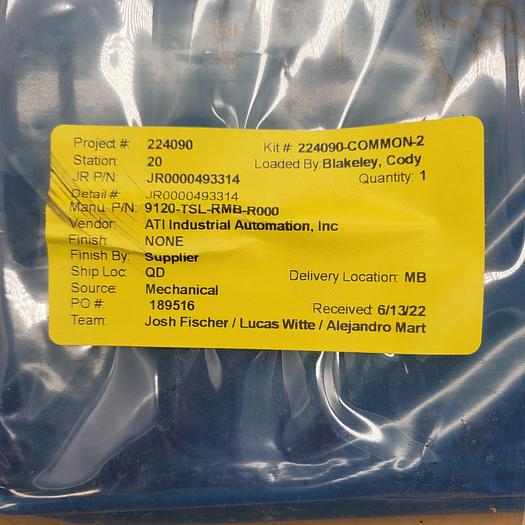 Project #: 224090 Kit #: 224090-COMMON-2
Station: 20 Loaded By: Blakeley, Cody
JR P/N: JR0000493314 Quantity: 1
Detail #: JR0000493314
Manu. P/N: 9120-TSL-RMB-R000
Vendor: ATI Industrial Automation, Inc
Finish: NONE
Finish By: Supplier
Ship Loc: QD Delivery Location: MB
Source: Mechanical
PO #: 189516 Received: 6/13/22
Team: Josh Fischer / Lucas Witte / Alejandro Mart